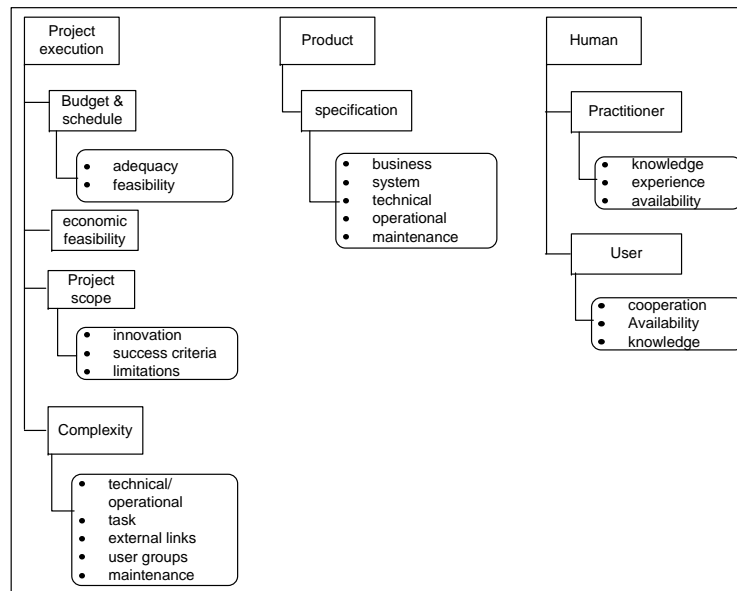 Project
execution
Budget &
schedule
• adequacy
• feasibility
economic
feasibility
Project
scope
• innovation
• success criteria
• limitations
Complexity
• technical/
operational
• task
• external links
• user groups
• maintenance
Product
specification
• business
• system
• technical
• operational
• maintenance
Human
Practitioner
• knowledge
• experience
• availability
User
• cooperation
• Availability
• knowledge